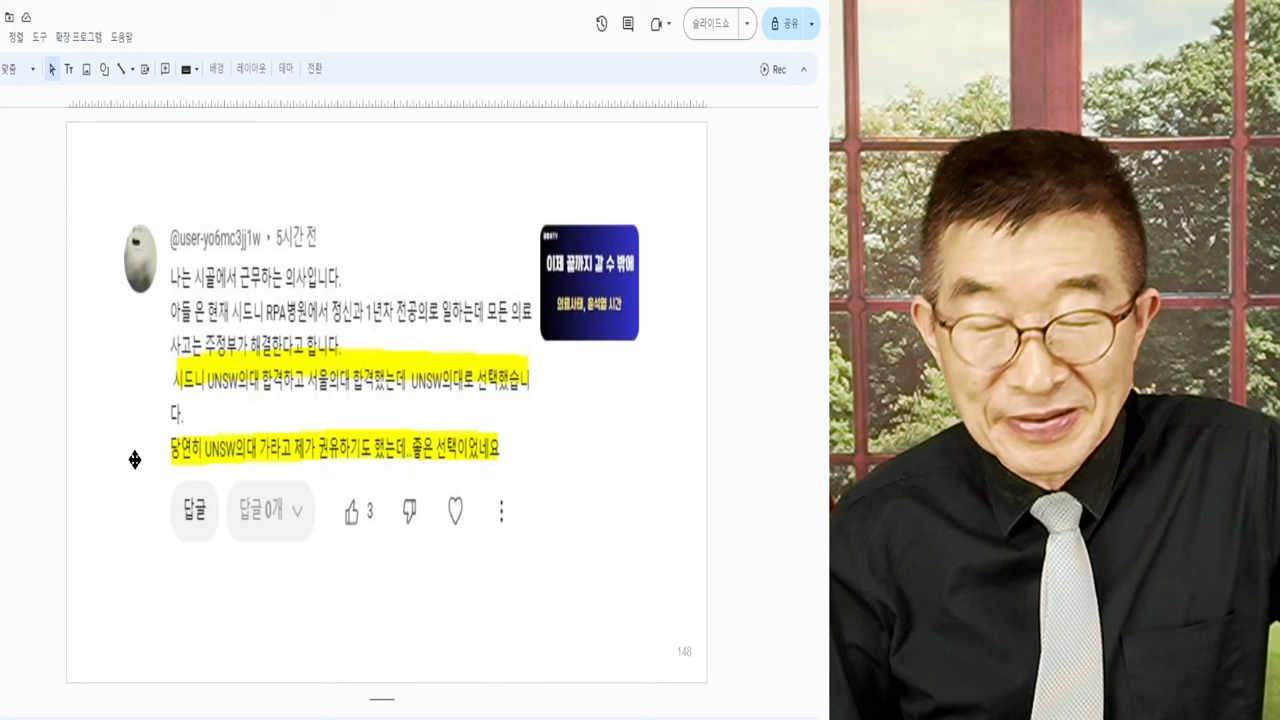 정렬 도구 확장 프로그램 도움말
슬라이드쇼
공유
맞춤
배경 레이아웃 테마 전환
Rec
@user-yo6mc3jj1w • 5시간 전
나는 시골에서 근무하는 의사입니다.
아들 은 현재 시드니 RPA병원에서 정신과 1년차 전공의로 일하는데 모든 의료
사고는 주정부가 해결한다고 합니다.
시드니 UNSW의대 합격하고 서울의대 합격했는데 UNSW의대로 선택했습니
다.
당연히 UNSW의대 가라고 제가 권유하기도 했는데..좋은 선택이었네요
이제 끝까지 갈 수 밖에
의료사태, 윤석열 시간
답글
답글 0개
3
148